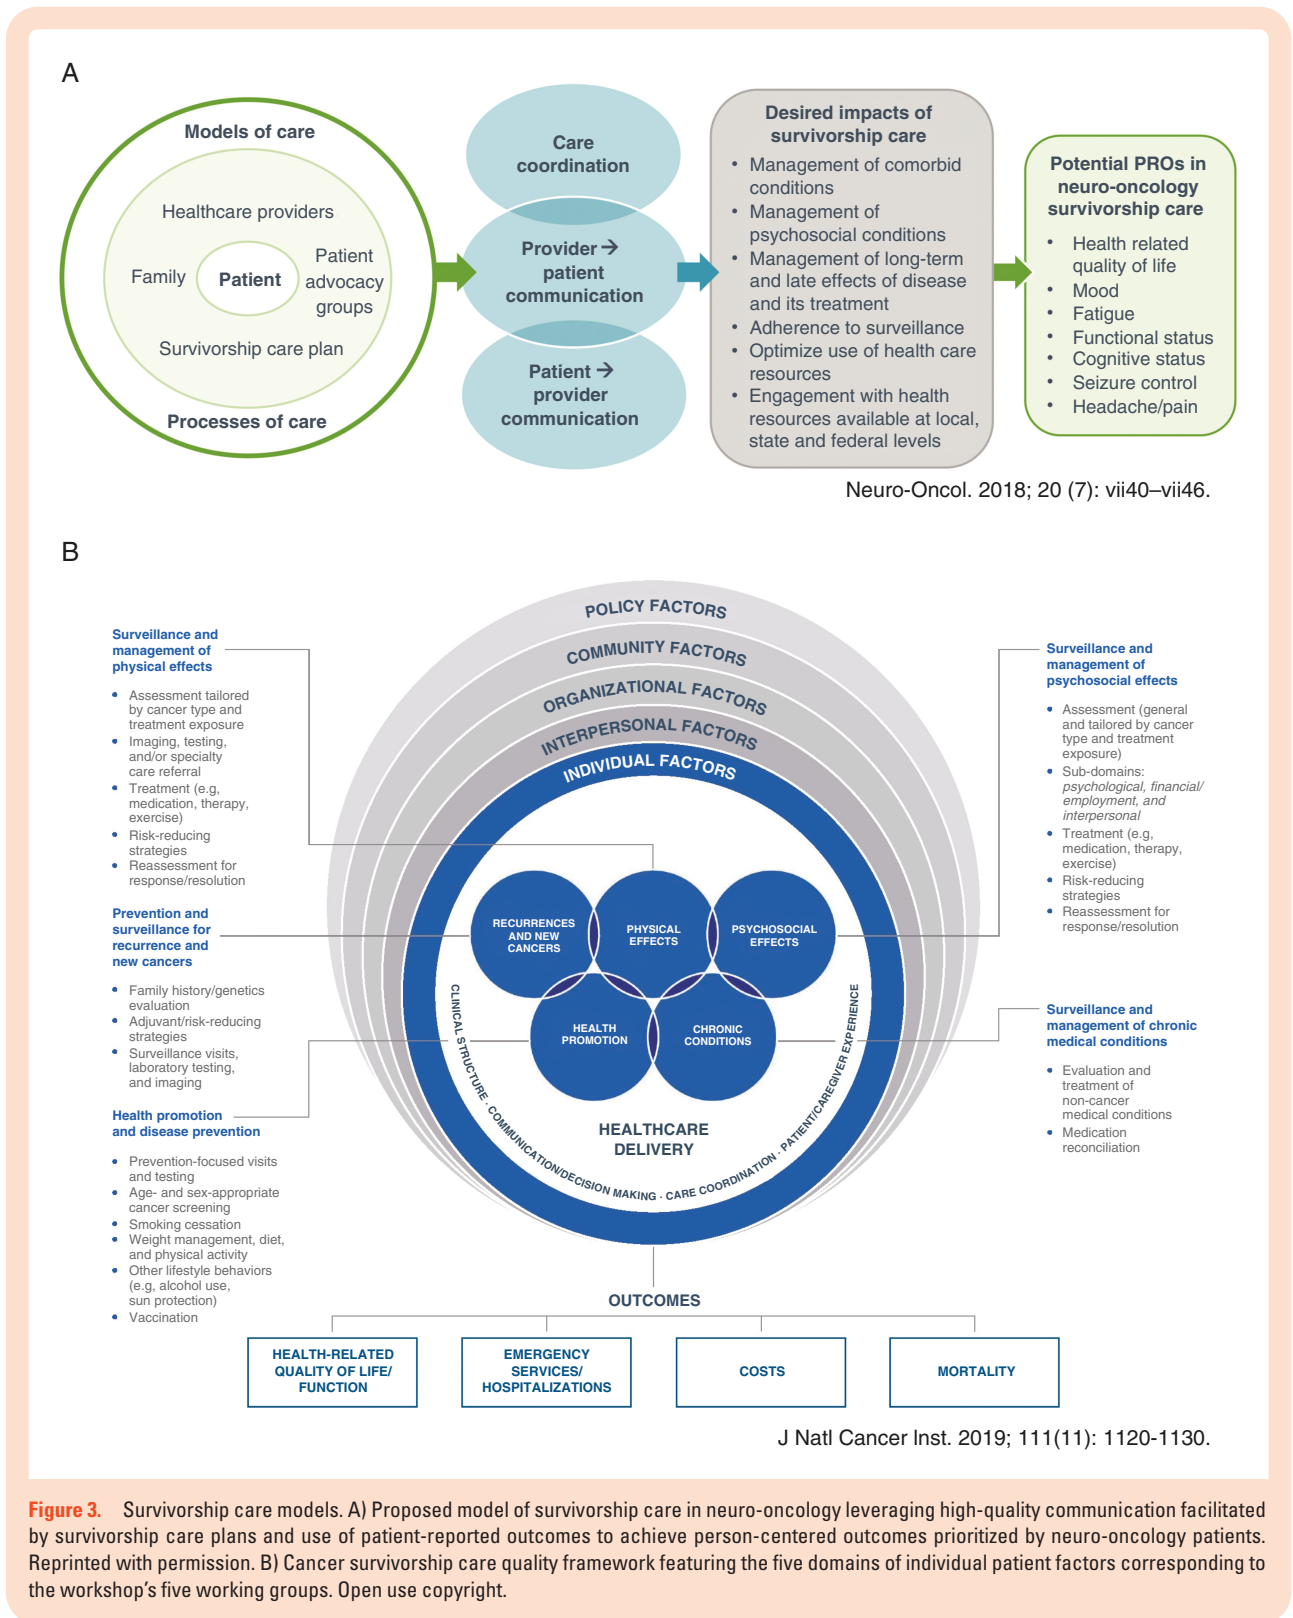 A
Models of care
Healthcare providers
Family
Patient
Patient
advocacy
groups
Survivorship care plan
Processes of care
Care
coordination
Provider →
patient
communication
Patient →
provider
communication
Desired impacts of
survivorship care
• Management of comorbid
conditions
• Management of
psychosocial conditions
• Management of long-term
and late effects of disease
and its treatment
• Adherence to surveillance
• Optimize use of health care
resources
• Engagement with health
resources available at local,
state and federal levels
Potential PROs in
neuro-oncology
survivorship care
• Health related
quality of life
• Mood
• Fatigue
• Functional status
• Cognitive status
• Seizure control
• Headache/pain
Neuro-Oncol. 2018; 20 (7): vii40–vii46.
B
Surveillance and
management of
physical effects
• Assessment tailored
by cancer type and
treatment exposure
• Imaging, testing,
and/or specialty
care referral
• Treatment (e.g,
medication, therapy,
exercise)
• Risk-reducing
strategies
• Reassessment for
response/resolution
Prevention and
surveillance for
recurrence and
new cancers
• Family history/genetics
evaluation
• Adjuvant/risk-reducing
strategies
• Surveillance visits,
laboratory testing,
and imaging
Health promotion
and disease prevention
• Prevention-focused visits
and testing
• Age- and sex-appropriate
cancer screening
• Smoking cessation
• Weight management, diet,
and physical activity
• Other lifestyle behaviors
(e.g, alcohol use,
sun protection)
• Vaccination
POLICY FACTORS
COMMUNITY FACTORS
ORGANIZATIONAL FACTORS
INTERPERSONAL FACTORS
INDIVIDUAL FACTORS
RECURRENCES
AND NEW
CANCERS
PHYSICAL
EFFECTS
PSYCHOSOCIAL
EFFECTS
HEALTH
PROMOTION
CHRONIC
CONDITIONS
HEALTHCARE
DELIVERY
CLINICAL STRUCTURE · COMMUNICATION/DECISION MAKING · CARE COORDINATION · PATIENT/CAREGIVER EXPERIENCE
Surveillance and
management of
psychosocial effects
• Assessment (general
and tailored by cancer
type and treatment
exposure)
• Sub-domains:
psychological, financial/
employment, and
interpersonal
• Treatment (e.g,
medication, therapy,
exercise)
• Risk-reducing
strategies
• Reassessment for
response/resolution
Surveillance and
management of chronic
medical conditions
• Evaluation and
treatment of
non-cancer
medical conditions
• Medication
reconciliation
OUTCOMES
HEALTH-RELATED
QUALITY OF LIFE/
FUNCTION
EMERGENCY
SERVICES/
HOSPITALIZATIONS
COSTS
MORTALITY
J Natl Cancer Inst. 2019; 111(11): 1120-1130.
Figure 3. Survivorship care models. A) Proposed model of survivorship care in neuro-oncology leveraging high-quality communication facilitated
by survivorship care plans and use of patient-reported outcomes to achieve person-centered outcomes prioritized by neuro-oncology patients.
Reprinted with permission. B) Cancer survivorship care quality framework featuring the five domains of individual patient factors corresponding to
the workshop's five working groups. Open use copyright.